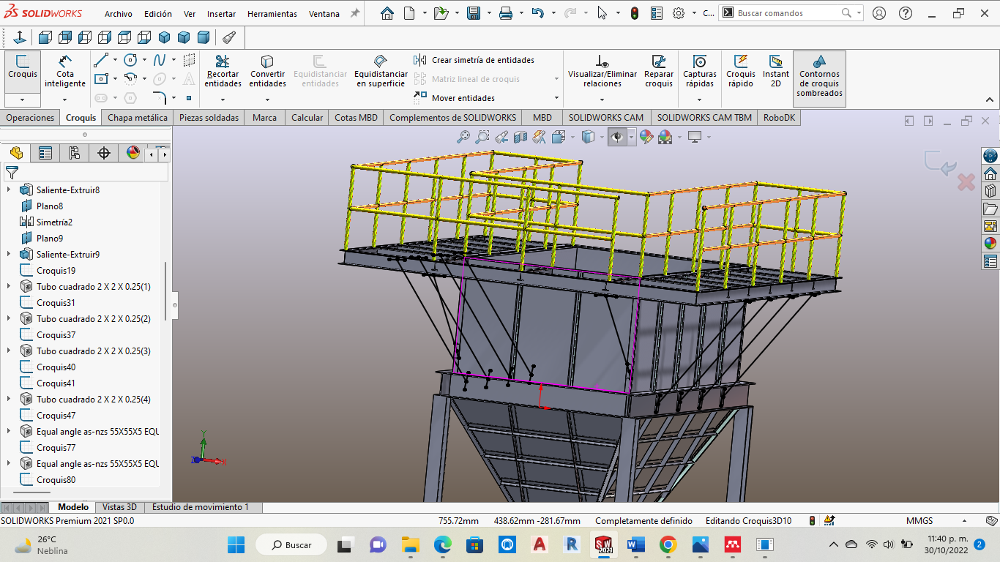 SOLIDWORKS
Archivo Edición Ver Insertar Herramientas Ventana
C... Buscar comandos
Croquis
Cota inteligente
Recortar entidades
Convertir entidades
Equidistanciar entidades
Equidistanciar en superficie
Crear simetría de entidades
Matriz lineal de croquis
Mover entidades
Visualizar/Eliminar relaciones
Reparar croquis
Capturas rápidas
Croquis rápido
Instant 2D
Contornos de croquis sombreados
Operaciones Croquis Chapa metálica Piezas soldadas Marca Calcular Cotas MBD Complementos de SOLIDWORKS MBD SOLIDWORKS CAM SOLIDWORKS CAM TBM RoboDK
Saliente-Extruir8
Plano8
Simetría2
Plano9
Saliente-Extruir9
Croquis19
Tubo cuadrado 2 X 2 X 0.25(1)
Croquis31
Tubo cuadrado 2 X 2 X 0.25(2)
Croquis37
Tubo cuadrado 2 X 2 X 0.25(3)
Croquis40
Croquis41
Tubo cuadrado 2 X 2 X 0.25(4)
Croquis47
Equal angle as-nzs 55X55X5 EQU
Croquis77
Equal angle as-nzs 55X55X5 EQU
Croquis80
Y
Z X
Modelo Vistas 3D Estudio de movimiento 1
SOLIDWORKS Premium 2021 SP0.0 755.72mm 438.62mm -281.67mm Completamente definido Editando Croquis3D10 MMGS
26°C
Neblina
Buscar
A R SW 2021 W
11:40 p. m.
30/10/2022
2